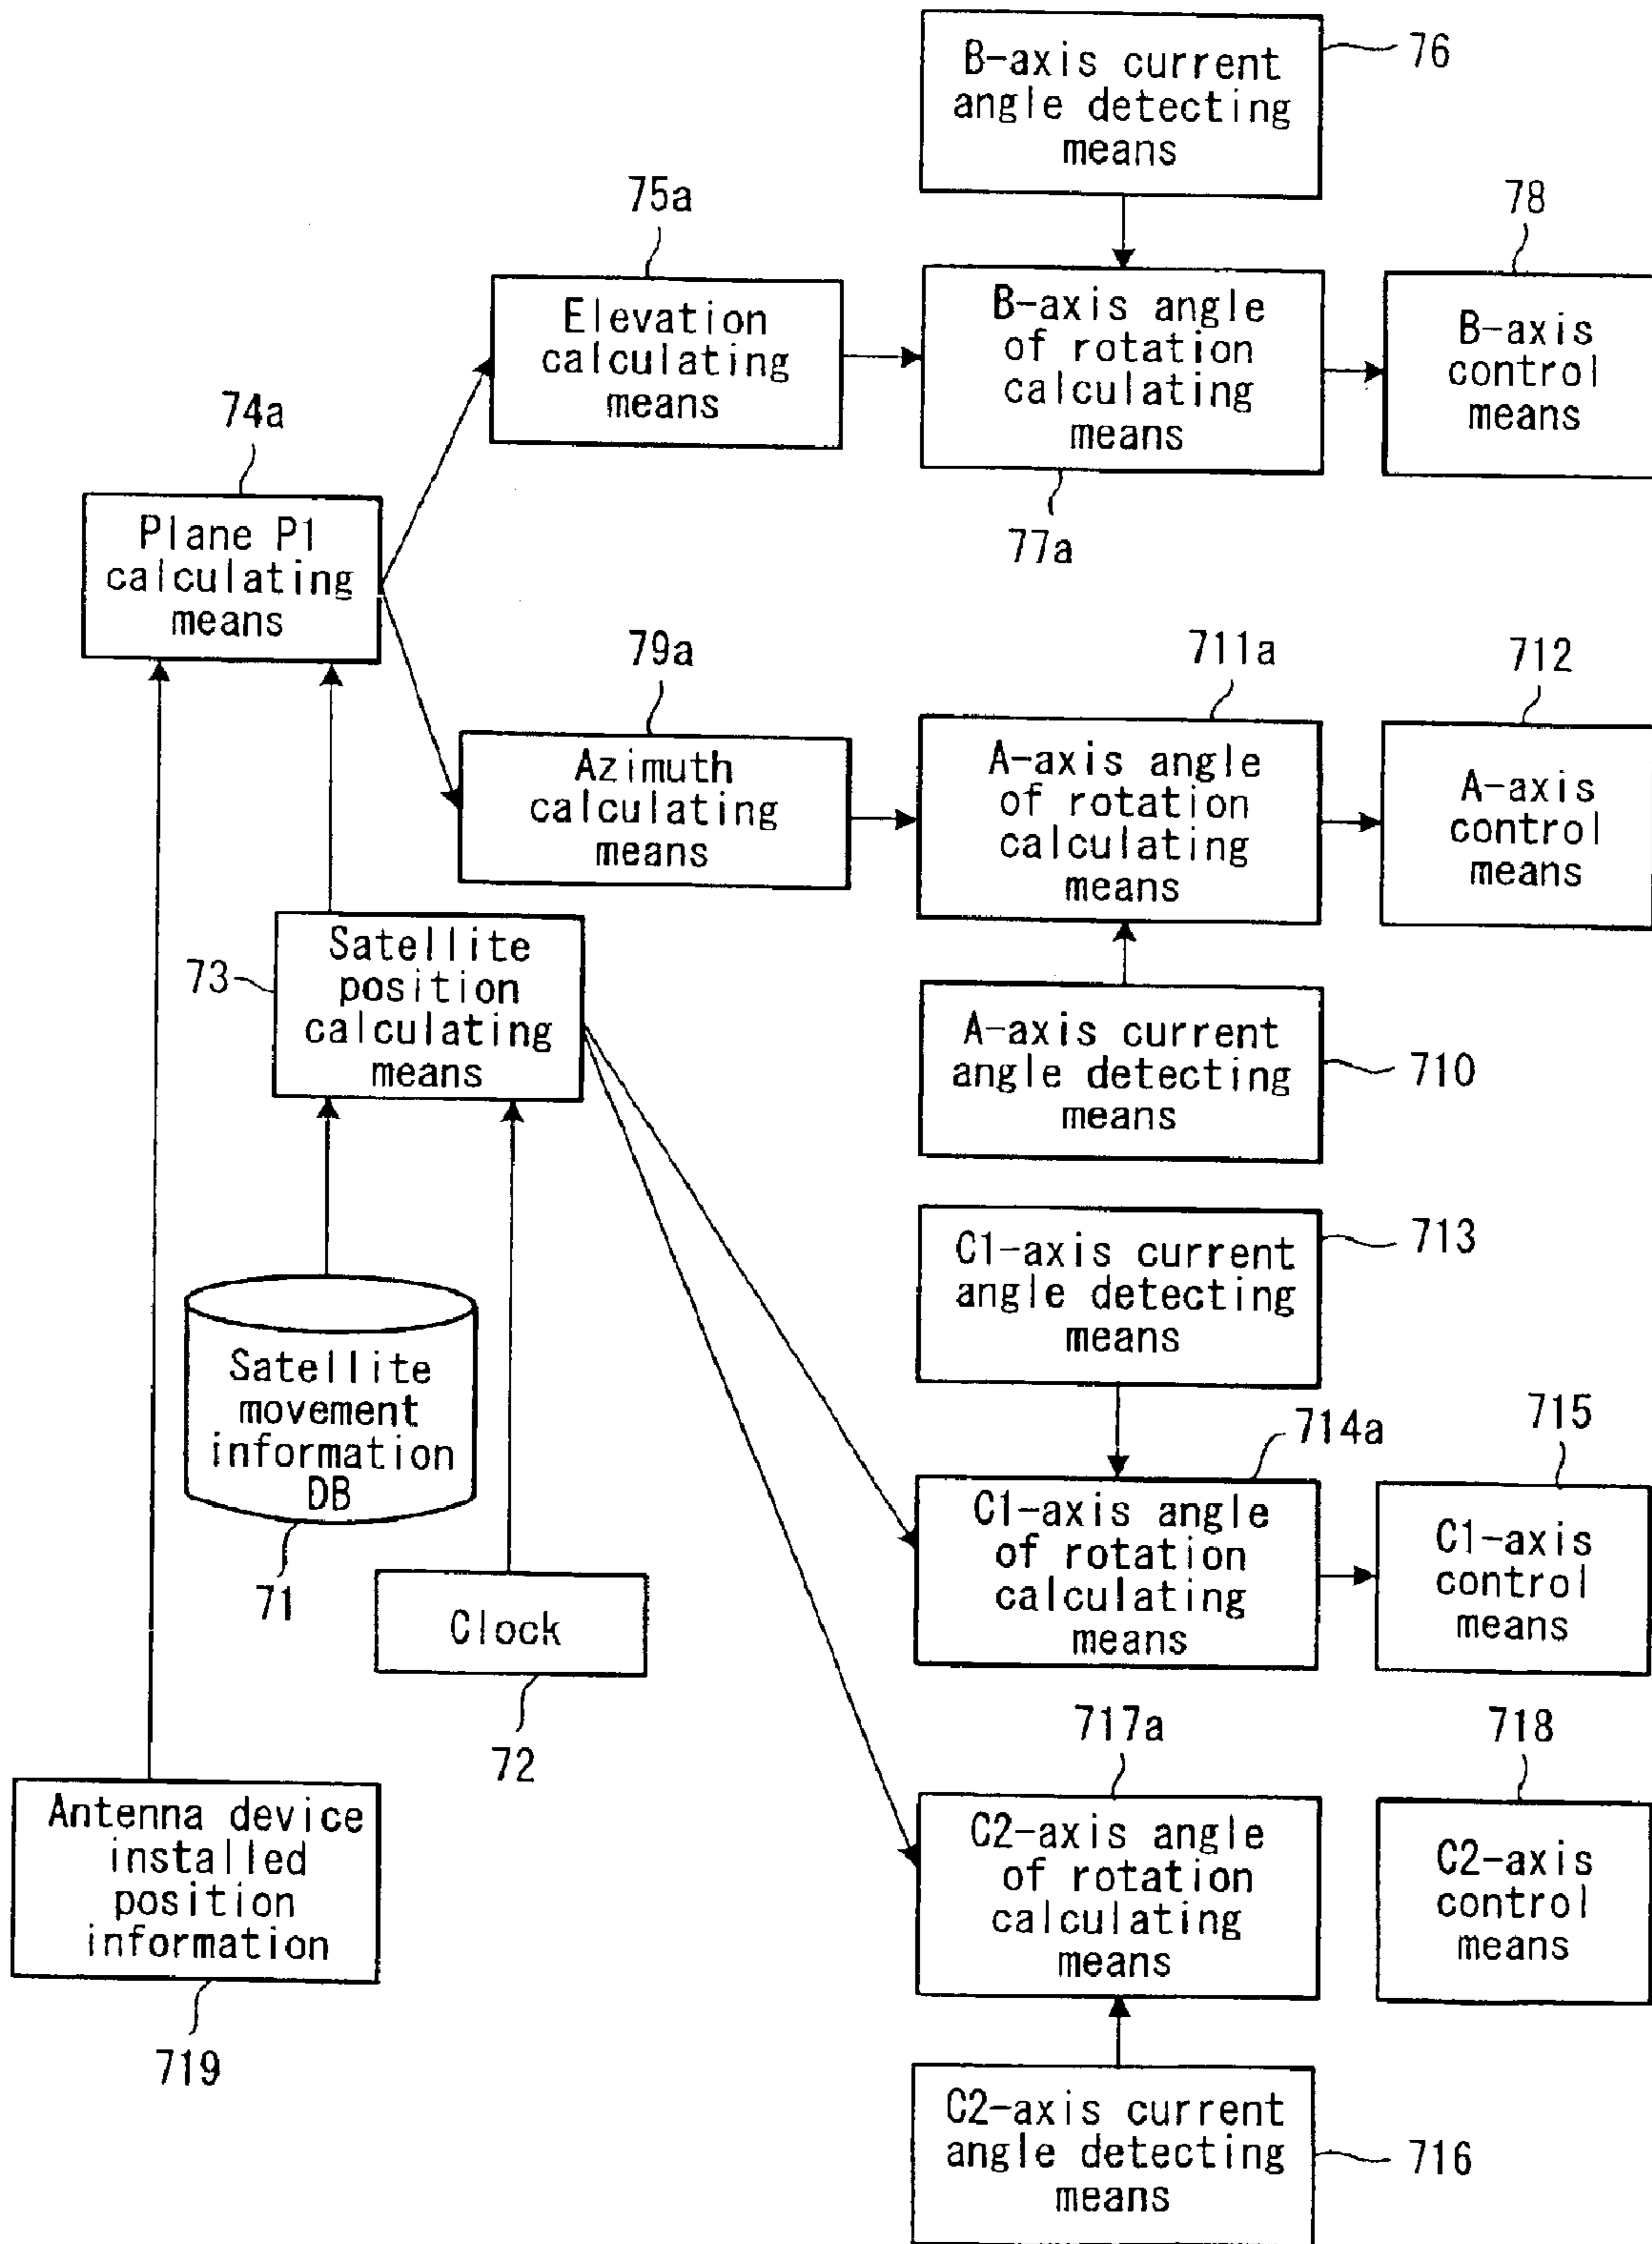 B-axis current
angle detecting
means
76
75a
78
Elevation
calculating
means
B-axis angle
of rotation
calculating
means
B-axis
control
means
74a
77a
Plane P1
calculating
means
79a
711a
712
Azimuth
calculating
means
A-axis angle
of rotation
calculating
means
A-axis
control
means
73
Satellite
position
calculating
means
A-axis current
angle detecting
means
710
C1-axis current
angle detecting
means
713
Satellite
movement
information
DB
71
714a
715
C1-axis angle
of rotation
calculating
means
C1-axis
control
means
Clock
72
717a
718
Antenna device
installed
position
information
719
C2-axis angle
of rotation
calculating
means
C2-axis
control
means
C2-axis current
angle detecting
means
716